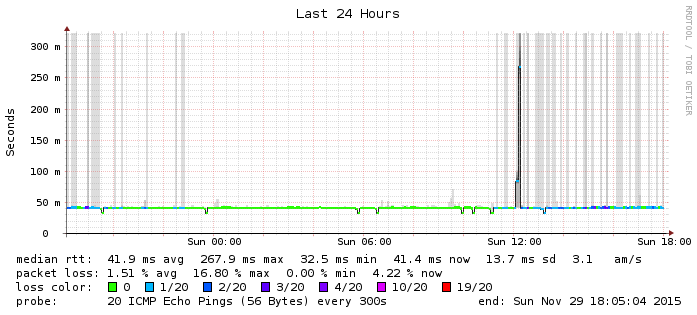 Last 24 Hours
RRDTOOL / TOBI OETIKER
Seconds
300 m
250 m
200 m
150 m
100 m
50 m
0
Sun 00:00 Sun 06:00 Sun 12:00 Sun 18:00
median rtt: 41.9 ms avg 267.9 ms max 32.5 ms min 41.4 ms now 13.7 ms sd 3.1 am/s
packet loss: 1.51 % avg 16.80 % max 0.00 % min 4.22 % now
loss color: 0 1/20 2/20 3/20 4/20 10/20 19/20
probe: 20 ICMP Echo Pings (56 Bytes) every 300s end: Sun Nov 29 18:05:04 2015